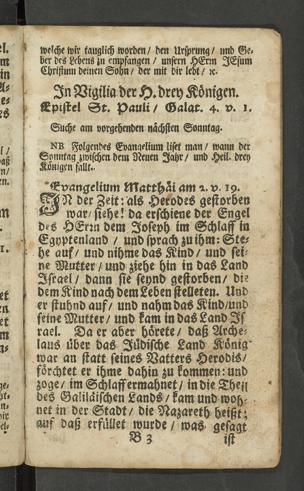 welche wir tauglich worden / den Ursprung / und Ge-
ber des Lebens zu empfangen / unsern HErrn JEsum
Christum deinen Sohn / der mit dir lebt / ꝛc.
In Vigilia der H. drey Königen.
Epistel St. Pauli / Galat. 4. v. 1.
Suche am vorgehenden nächsten Sonntag.
NB Folgendes Evangelium liset man / wann der
Sonntag zwischen dem Neuen Jahr / und Heil. drey
Königen fallt.
Evangelium Matthäi am 2. v. 19.
IN der Zeit: als Herodes gestorben
war / siehe! da erschiene der Engel
des HErrn dem Joseph im Schlaff in
Egyptenland / und sprach zu ihm: Ste-
he auf / und nihme das Kind / und sei-
ne Mutter / und ziehe hin in das Land
Israel / dann sie seynd gestorben / die
dem Kind nach dem Leben stelleten. Und
er stuhnd auf / und nahm das Kind / und
seine Mutter / und kam in das Land Is
rael. Da er aber hörete / daß Arche-
laus über das Jüdische Land König
war an statt seines Vatters Herodis /
förchtet er ihme dahin zu kommen: und
zoge / im Schlaff ermahnet / in die Theil
des Galiläischen Lands / kam und woh-
net in der Stadt / die Nazareth heißt:
auf daß erfüllet wurde / was gesagt
B 3 ist